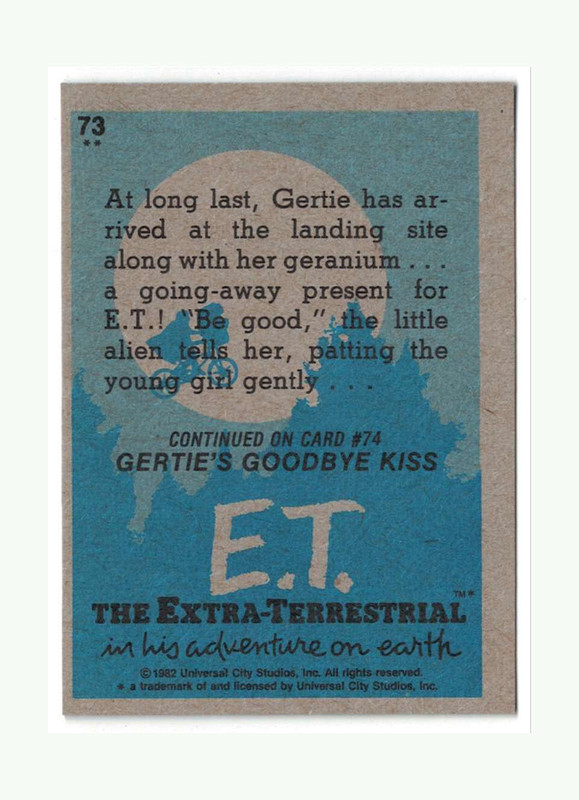 73
**
At long last, Gertie has ar-
rived at the landing site
along with her geranium . . .
a going-away present for
E.T.! "Be good," the little
alien tells her, patting the
young girl gently . . .
CONTINUED ON CARD #74
GERTIE'S GOODBYE KISS
E.T.
THE EXTRA-TERRESTRIAL™*
in his adventure on earth
©1982 Universal City Studios, Inc. All rights reserved.
* a trademark of and licensed by Universal City Studios, Inc.